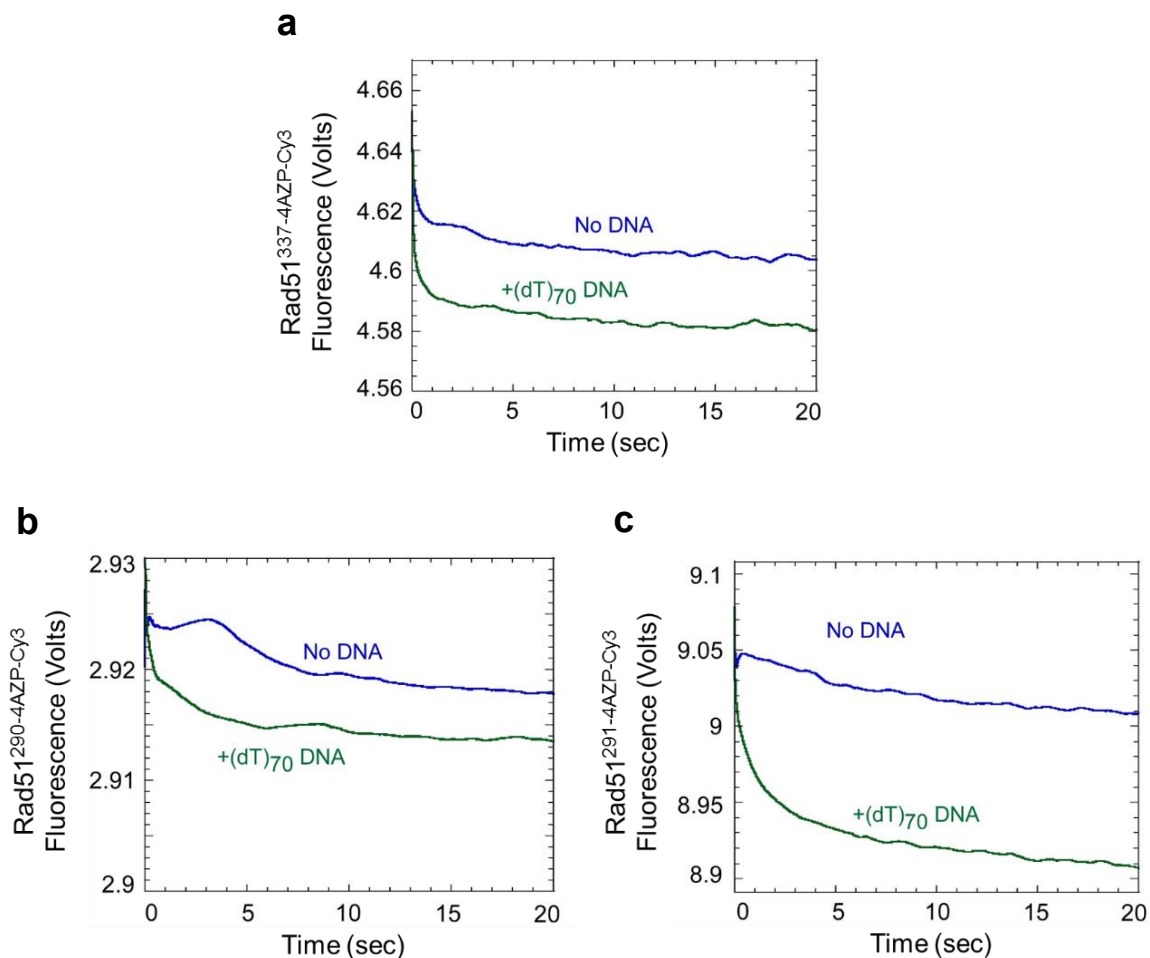 a
Rad51337-4AZP-Cy3
Fluorescence (Volts)
4.66
4.64
4.62
4.6
4.58
4.56
No DNA
+(dT)70 DNA
0 5 10 15 20
Time (sec)
b
Rad51290-4AZP-Cy3
Fluorescence (Volts)
2.93
2.92
2.91
2.9
No DNA
+(dT)70 DNA
0 5 10 15 20
Time (sec)
c
Rad51291-4AZP-Cy3
Fluorescence (Volts)
9.1
9.05
9
8.95
8.9
No DNA
+(dT)70 DNA
0 5 10 15 20
Time (sec)